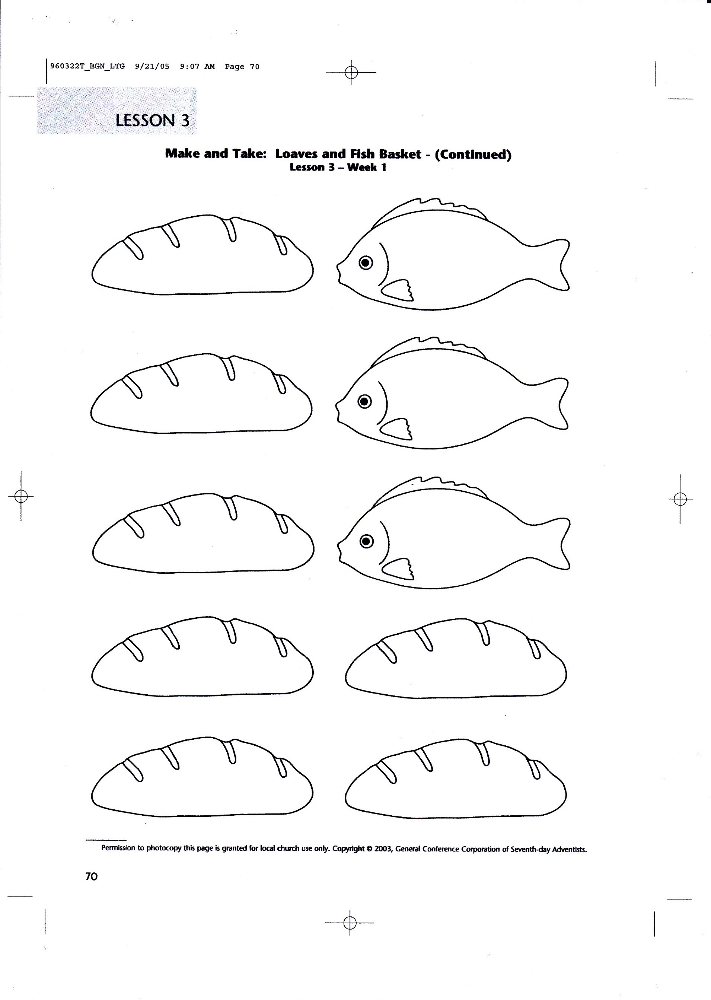 960322T_BGN_LTG 9/21/05 9:07 AM Page 70
LESSON 3
Make and Take: Loaves and Fish Basket - (Continued)
Lesson 3 – Week 1
Permission to photocopy this page is granted for local church use only. Copyright © 2003, General Conference Corporation of Seventh-day Adventists.
70